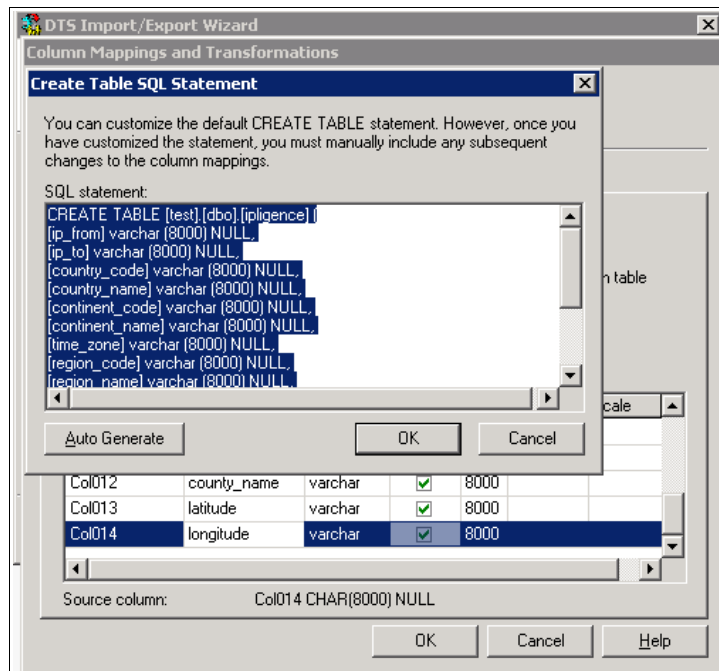 DTS Import/Export Wizard
Column Mappings and Transformations
Create Table SQL Statement
You can customize the default CREATE TABLE statement. However, once you
have customized the statement, you must manually include any subsequent
changes to the column mappings.
SQL statement:
CREATE TABLE [test].[dbo].[ipligence] (
[ip_from] varchar (8000) NULL,
[ip_to] varchar (8000) NULL,
[country_code] varchar (8000) NULL,
[country_name] varchar (8000) NULL,
[continent_code] varchar (8000) NULL,
[continent_name] varchar (8000) NULL,
[time_zone] varchar (8000) NULL,
[region_code] varchar (8000) NULL,
[region_name] varchar (8000) NULL,
n table
cale
Auto Generate OK Cancel
Col012 county_name varchar 8000
Col013 latitude varchar 8000
Col014 longitude varchar 8000
Source column: Col014 CHAR(8000) NULL
OK Cancel Help